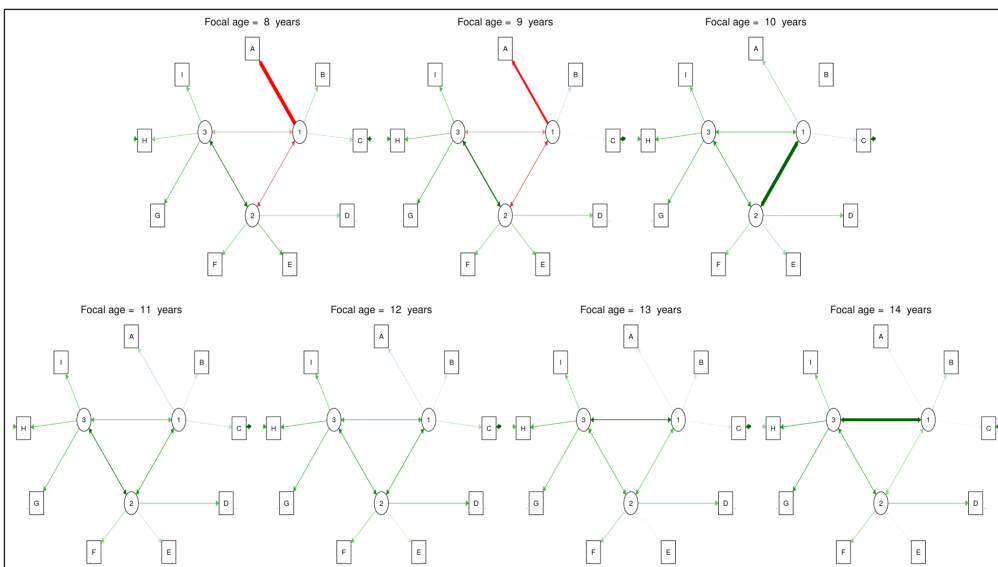 Focal age = 8 years
A
B
I
3
1
H
C
G
2
D
F
E
Focal age = 9 years
A
B
I
3
1
H
C
G
2
D
F
E
Focal age = 10 years
A
B
I
3
1
H
C
G
2
D
F
E
Focal age = 11 years
A
B
I
3
1
H
C
G
2
D
F
E
Focal age = 12 years
A
B
I
3
1
H
C
G
2
D
F
E
Focal age = 13 years
A
B
I
3
1
H
C
G
2
D
F
E
Focal age = 14 years
A
B
I
3
1
H
C
G
2
D
F
E